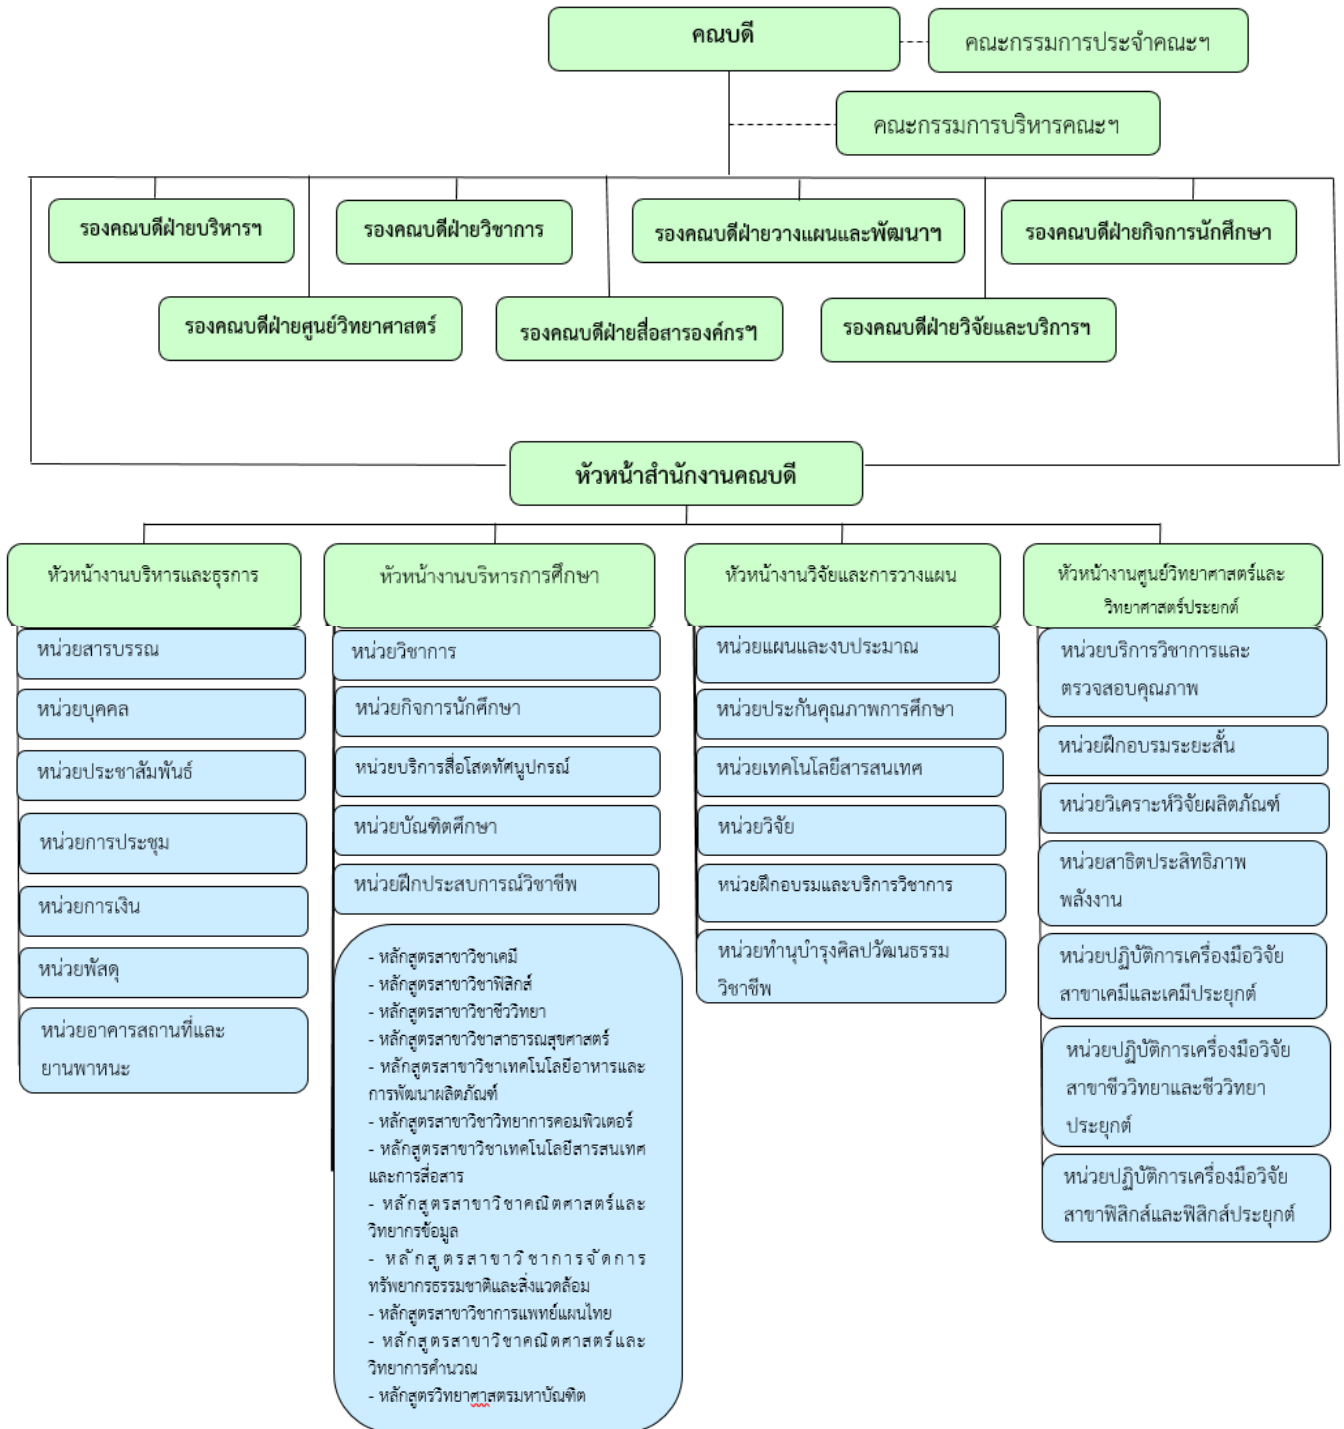 คณบดี
คณะกรรมการประจำคณะฯ
คณะกรรมการบริหารคณะฯ
รองคณบดีฝ่ายบริหารฯ
รองคณบดีฝ่ายวิชาการ
รองคณบดีฝ่ายวางแผนและพัฒนาฯ
รองคณบดีฝ่ายกิจการนักศึกษา
รองคณบดีฝ่ายศูนย์วิทยาศาสตร์
รองคณบดีฝ่ายสื่อสารองค์กรฯ
รองคณบดีฝ่ายวิจัยและบริการฯ
หัวหน้าสำนักงานคณบดี
หัวหน้างานบริหารและธุรการ
หน่วยสารบรรณ
หน่วยบุคคล
หน่วยประชาสัมพันธ์
หน่วยการประชุม
หน่วยการเงิน
หน่วยพัสดุ
หน่วยอาคารสถานที่และ
ยานพาหนะ
หัวหน้างานบริหารการศึกษา
หน่วยวิชาการ
หน่วยกิจการนักศึกษา
หน่วยบริการสื่อโสตทัศนูปกรณ์
หน่วยบัณฑิตศึกษา
หน่วยฝึกประสบการณ์วิชาชีพ
- หลักสูตรสาขาวิชาเคมี
- หลักสูตรสาขาวิชาฟิสิกส์
- หลักสูตรสาขาวิชาชีววิทยา
- หลักสูตรสาขาวิชาสาธารณสุขศาสตร์
- หลักสูตรสาขาวิชาเทคโนโลยีอาหารและ
การพัฒนาผลิตภัณฑ์
- หลักสูตรสาขาวิชาวิทยาการคอมพิวเตอร์
- หลักสูตรสาขาวิชาเทคโนโลยีสารสนเทศ
และการสื่อสาร
- หลักสูตรสาขาวิชาคณิตศาสตร์และ
วิทยากรข้อมูล
- หลักสูตรสาขาวิชาการจัดการ
ทรัพยากรธรรมชาติและสิ่งแวดล้อม
- หลักสูตรสาขาวิชาการแพทย์แผนไทย
- หลักสูตรสาขาวิชาคณิตศาสตร์และ
วิทยาการคำนวณ
- หลักสูตรวิทยาศาสตรมหาบัณฑิต
หัวหน้างานวิจัยและการวางแผน
หน่วยแผนและงบประมาณ
หน่วยประกันคุณภาพการศึกษา
หน่วยเทคโนโลยีสารสนเทศ
หน่วยวิจัย
หน่วยฝึกอบรมและบริการวิชาการ
หน่วยทำนุบำรุงศิลปวัฒนธรรม
วิชาชีพ
หัวหน้างานศูนย์วิทยาศาสตร์และ
วิทยาศาสตร์ประยกต์
หน่วยบริการวิชาการและ
ตรวจสอบคุณภาพ
หน่วยฝึกอบรมระยะสั้น
หน่วยวิเคราะห์วิจัยผลิตภัณฑ์
หน่วยสาธิตประสิทธิภาพ
พลังงาน
หน่วยปฏิบัติการเครื่องมือวิจัย
สาขาเคมีและเคมีประยุกต์
หน่วยปฏิบัติการเครื่องมือวิจัย
สาขาชีววิทยาและชีววิทยา
ประยุกต์
หน่วยปฏิบัติการเครื่องมือวิจัย
สาขาฟิสิกส์และฟิสิกส์ประยุกต์